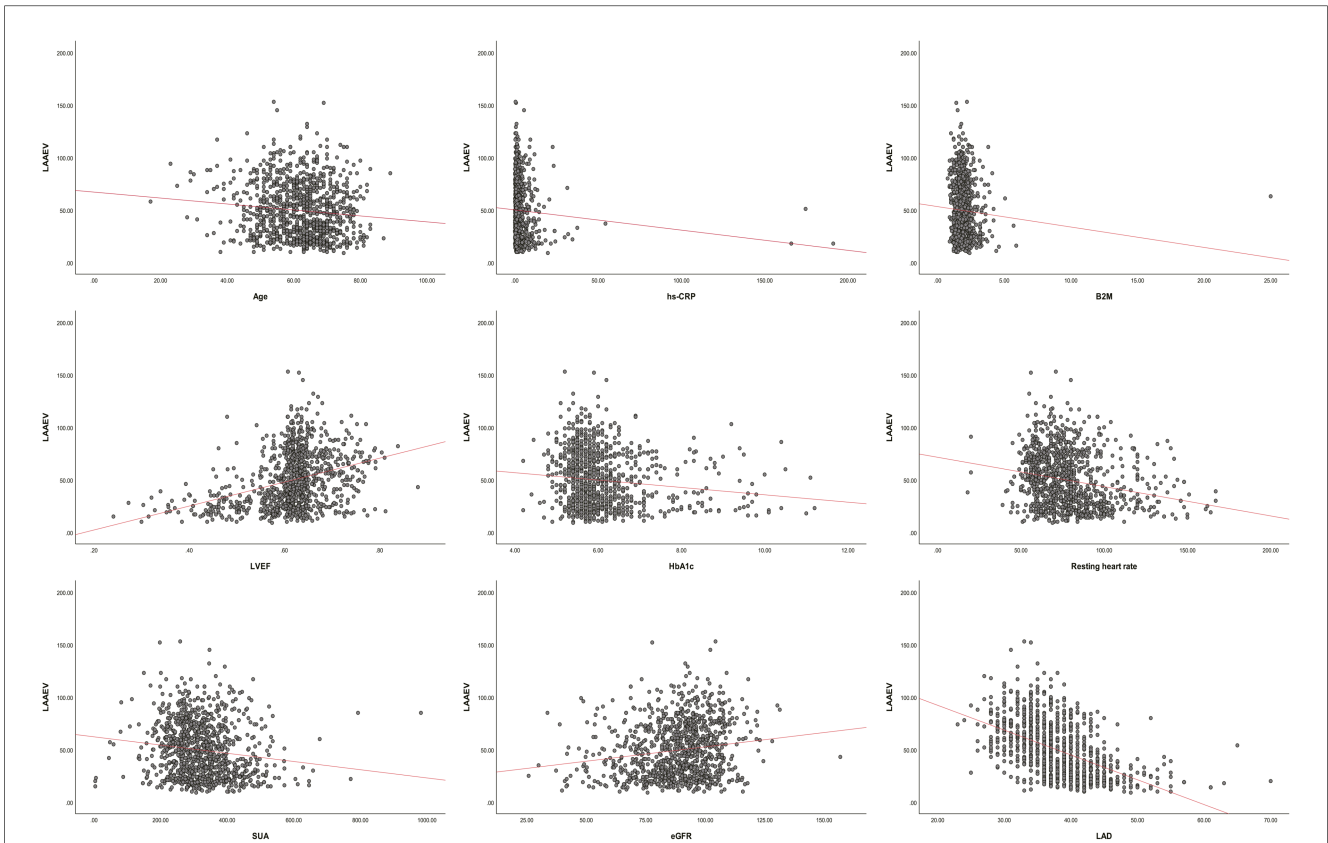 200.00 200.00 200.00
150.00 150.00 150.00
LAAEV LAAEV LAAEV
100.00 100.00 100.00
50.00 50.00 50.00
.00 .00 .00
.00 20.00 40.00 60.00 80.00 100.00 .00 50.00 100.00 150.00 200.00 .00 5.00 10.00 15.00 20.00 25.00
Age hs-CRP B2M
200.00 200.00 200.00
150.00 150.00 150.00
LAAEV LAAEV LAAEV
100.00 100.00 100.00
50.00 50.00 50.00
.00 .00 .00
.20 .40 .60 .80 4.00 6.00 8.00 10.00 12.00 .00 50.00 100.00 150.00 200.00
LVEF HbA1c Resting heart rate
200.00 200.00 200.00
150.00 150.00 150.00
LAAEV LAAEV LAAEV
100.00 100.00 100.00
50.00 50.00 50.00
.00 .00 .00
.00 200.00 400.00 600.00 800.00 1000.00 25.00 50.00 75.00 100.00 125.00 150.00 20.00 30.00 40.00 50.00 60.00 70.00
SUA eGFR LAD